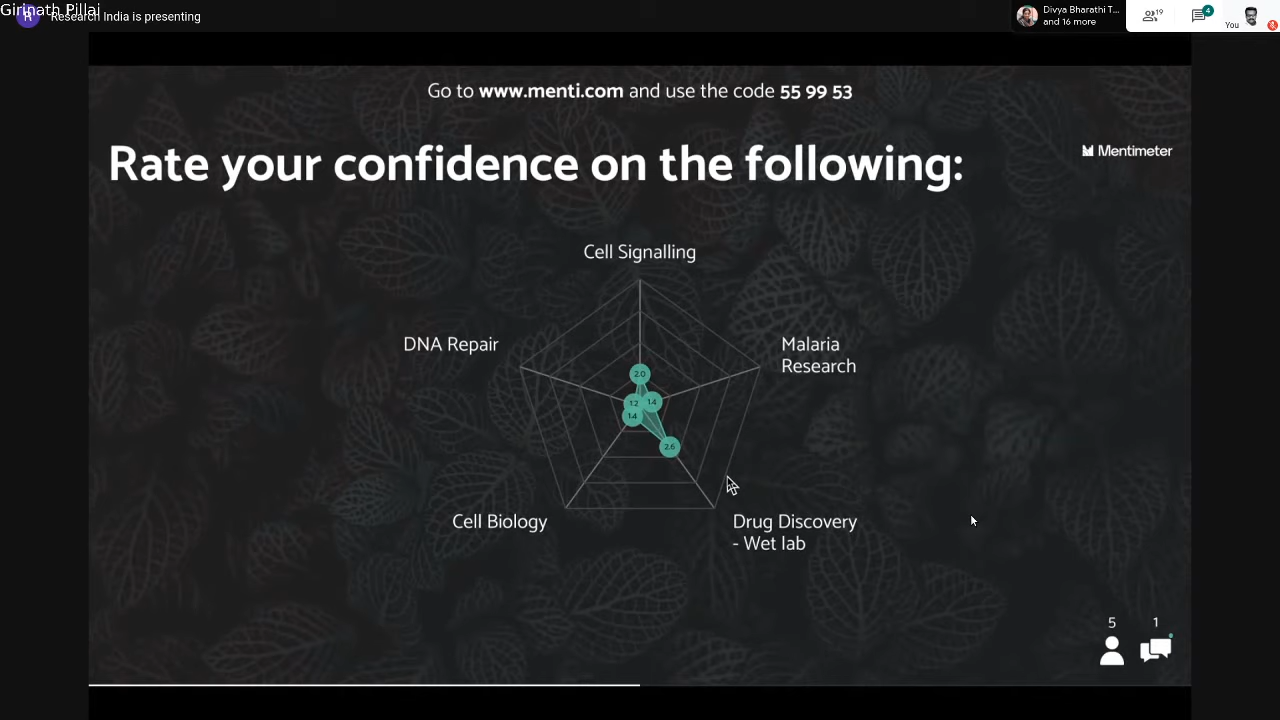 Girinath Pillai
R
Research India is presenting
Divya Bharathi T...
and 16 more
19
4
You
Go to www.menti.com and use the code 55 99 53
Rate your confidence on the following:
Mentimeter
Cell Signalling
DNA Repair
Malaria
Research
2.0
1.2
1.4
1.4
2.6
Cell Biology
Drug Discovery
- Wet lab
5
1